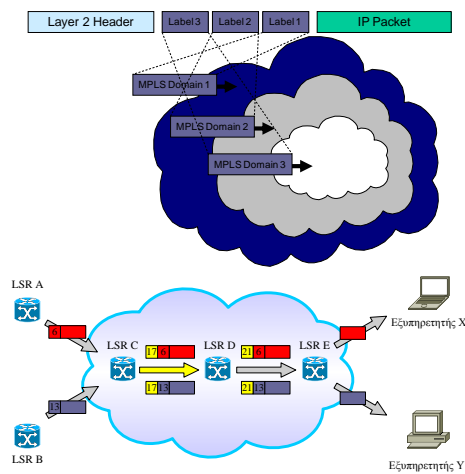 Layer 2 Header Label 3 Label 2 Label 1 IP Packet
MPLS Domain 1
MPLS Domain 2
MPLS Domain 3
LSR A
6
LSR C 17 6 LSR D 21 6 LSR E
Εξυπηρετητής X
17 13 21 13
13
LSR B
Εξυπηρετητής Y